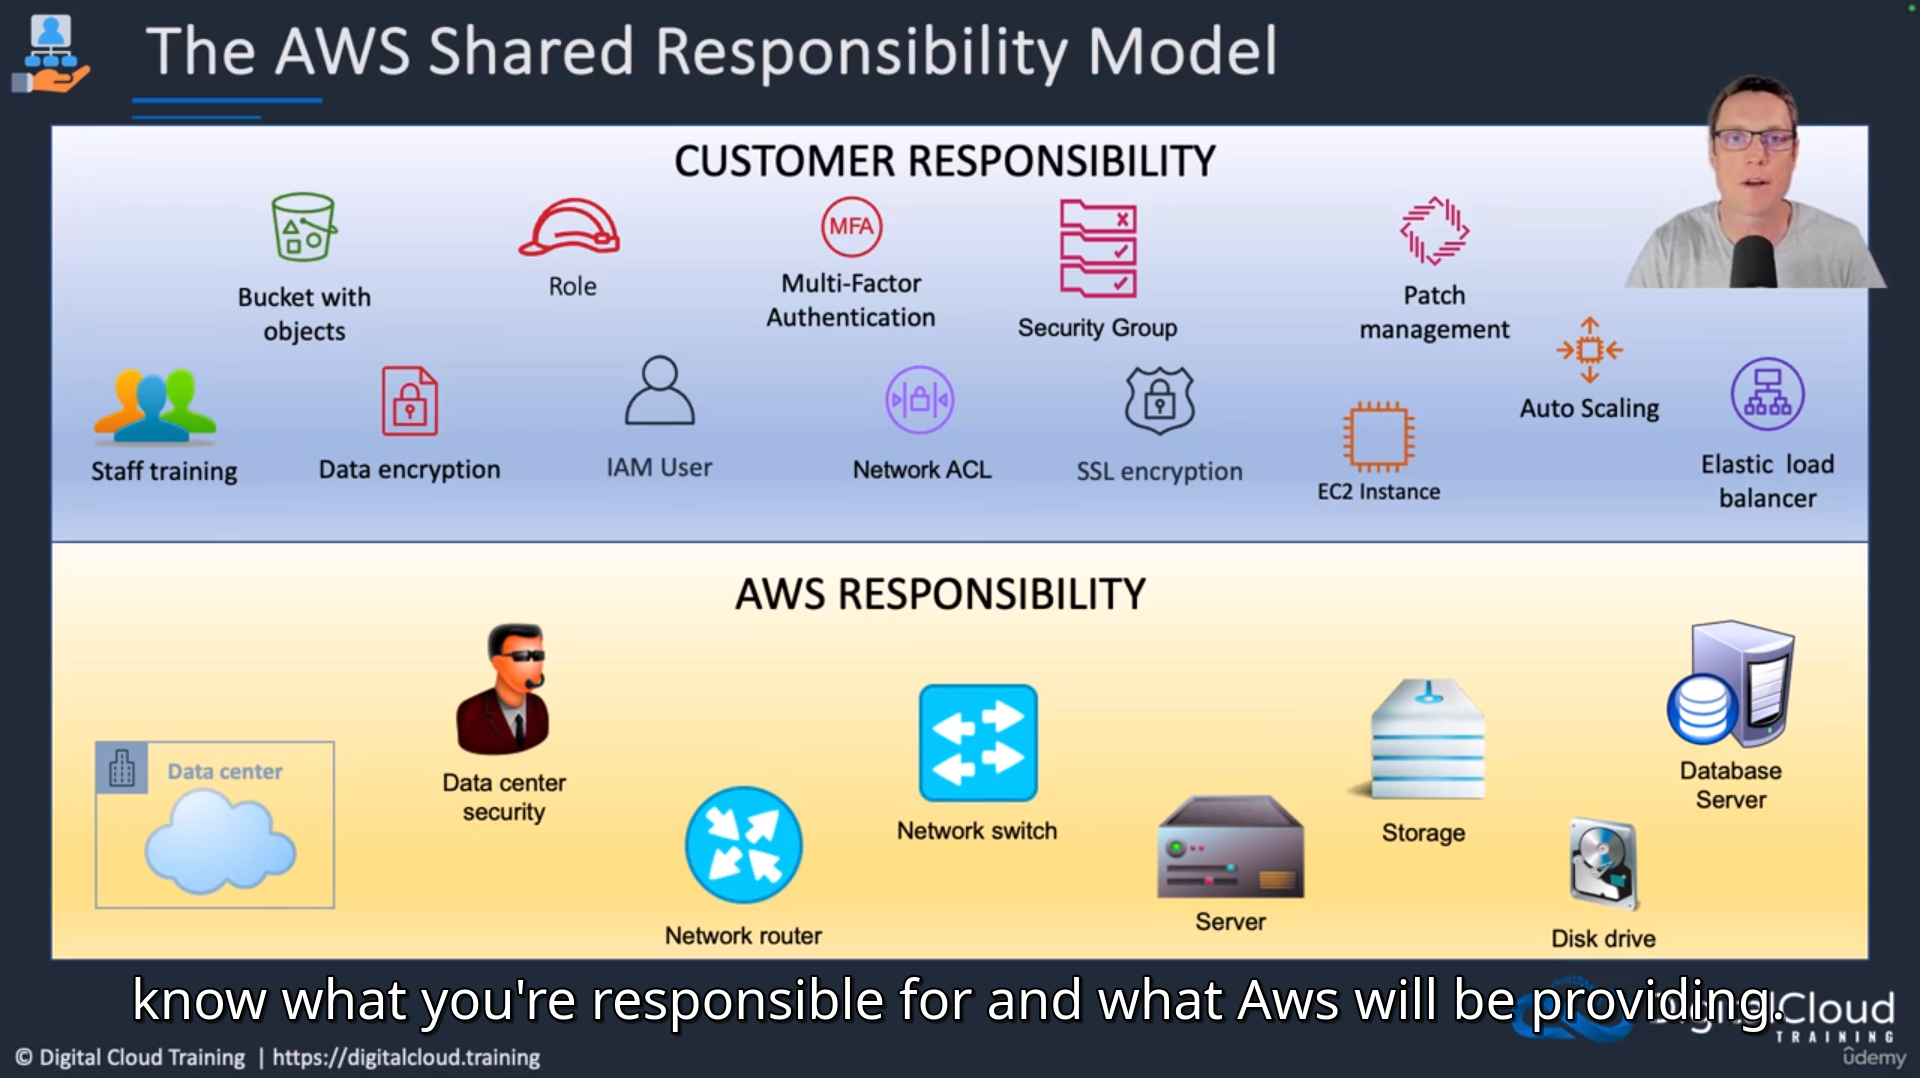 The AWS Shared Responsibility Model
CUSTOMER RESPONSIBILITY
Bucket with
objects
Role
MFA
Multi-Factor
Authentication
Security Group
Patch
management
Auto Scaling
Staff training
Data encryption
IAM User
Network ACL
SSL encryption
EC2 Instance
Elastic load
balancer
AWS RESPONSIBILITY
Data center
Data center
security
Network router
Network switch
Server
Storage
Disk drive
Database
Server
know what you're responsible for and what Aws will be providing.
Digital Cloud
TRAINING
© Digital Cloud Training | https://digitalcloud.training
ûdemy